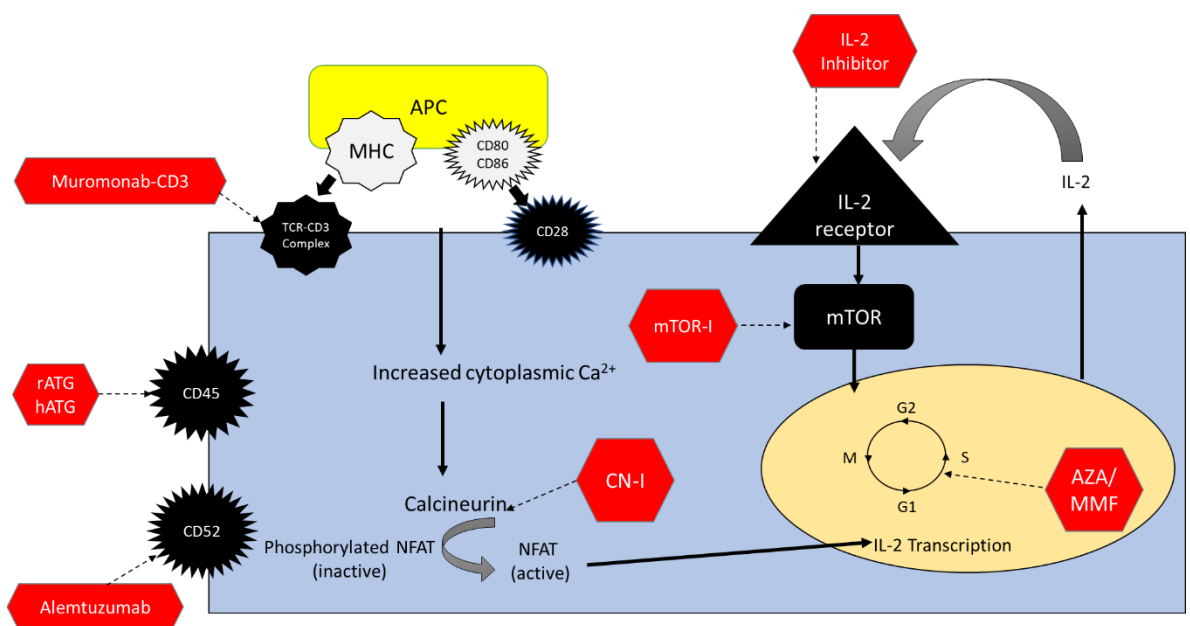 IL-2
Inhibitor
APC
MHC
CD80
CD86
Muromonab-CD3
IL-2
TCR-CD3
Complex
CD28
IL-2
receptor
mTOR-I
mTOR
Increased cytoplasmic Ca²⁺
rATG
hATG
CD45
G2
M
S
G1
AZA/
MMF
CN-I
Calcineurin
CD52
Phosphorylated NFAT
(inactive)
NFAT
(active)
IL-2 Transcription
Alemtuzumab